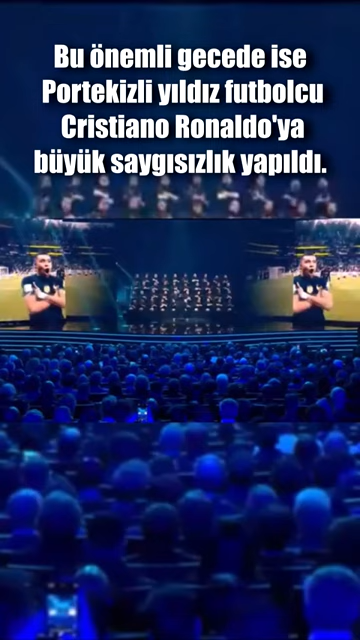 Bu önemli gecede ise
Portekizli yıldız futbolcu
Cristiano Ronaldo'ya
büyük saygısızlık yapıldı.